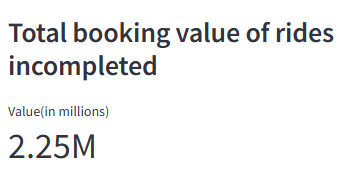 Total booking value of rides
incompleted
Value(in millions)
2.25M